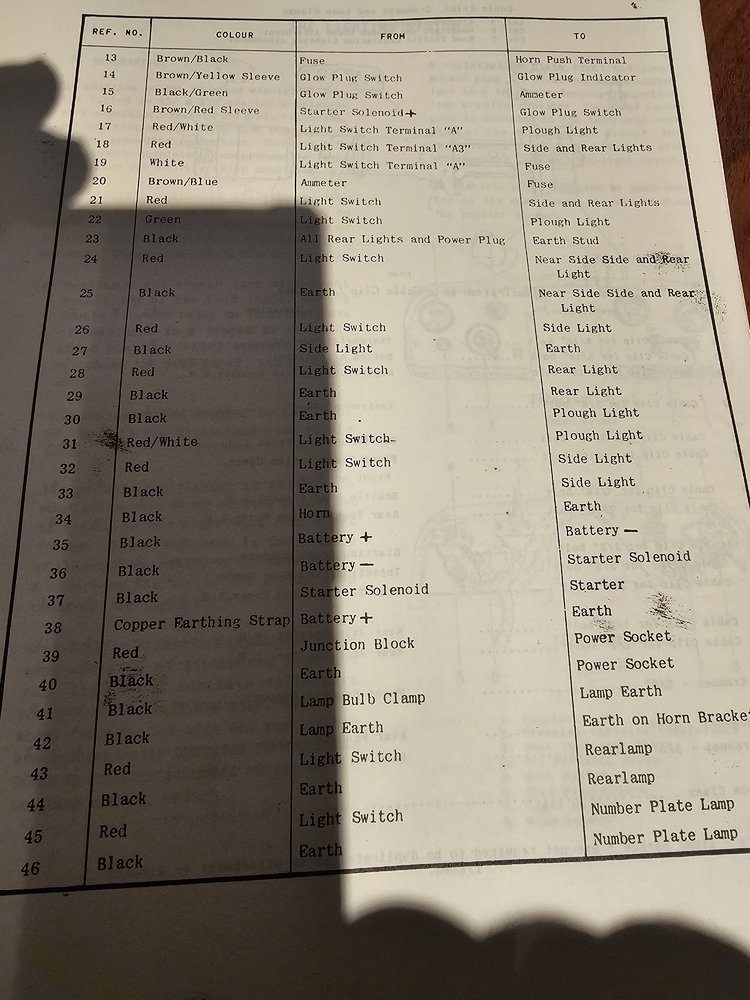 REF. NO. COLOUR FROM TO
13 Brown/Black Fuse Horn Push Terminal
14 Brown/Yellow Sleeve Glow Plug Switch Glow Plug Indicator
15 Black/Green Glow Plug Switch Ammeter
16 Brown/Red Sleeve Starter Solenoid + Glow Plug Switch
17 Red/White Light Switch Terminal "A" Plough Light
18 Red Light Switch Terminal "A3" Side and Rear Lights
19 White Light Switch Terminal "A" Fuse
20 Brown/Blue Ammeter Fuse
21 Red Light Switch Side and Rear Lights
22 Green Light Switch Plough Light
23 Black All Rear Lights and Power Plug Earth Stud
24 Red Light Switch Near Side Side and Rear
Light
25 Black Earth Near Side Side and Rear
Light
26 Red Light Switch Side Light
27 Black Side Light Earth
28 Red Light Switch Rear Light
29 Black Earth Rear Light
30 Black Earth Plough Light
31 Red/White Light Switch Plough Light
32 Red Light Switch Side Light
33 Black Earth Side Light
34 Black Horn Earth
35 Black Battery + Battery —
36 Black Battery — Starter Solenoid
37 Black Starter Solenoid Starter
38 Copper Earthing Strap Battery + Earth
39 Red Junction Block Power Socket
40 Black Earth Power Socket
41 Black Lamp Bulb Clamp Lamp Earth
42 Black Lamp Earth Earth on Horn Bracket
43 Red Light Switch Rearlamp
44 Black Earth Rearlamp
45 Red Light Switch Number Plate Lamp
46 Black Earth Number Plate Lamp